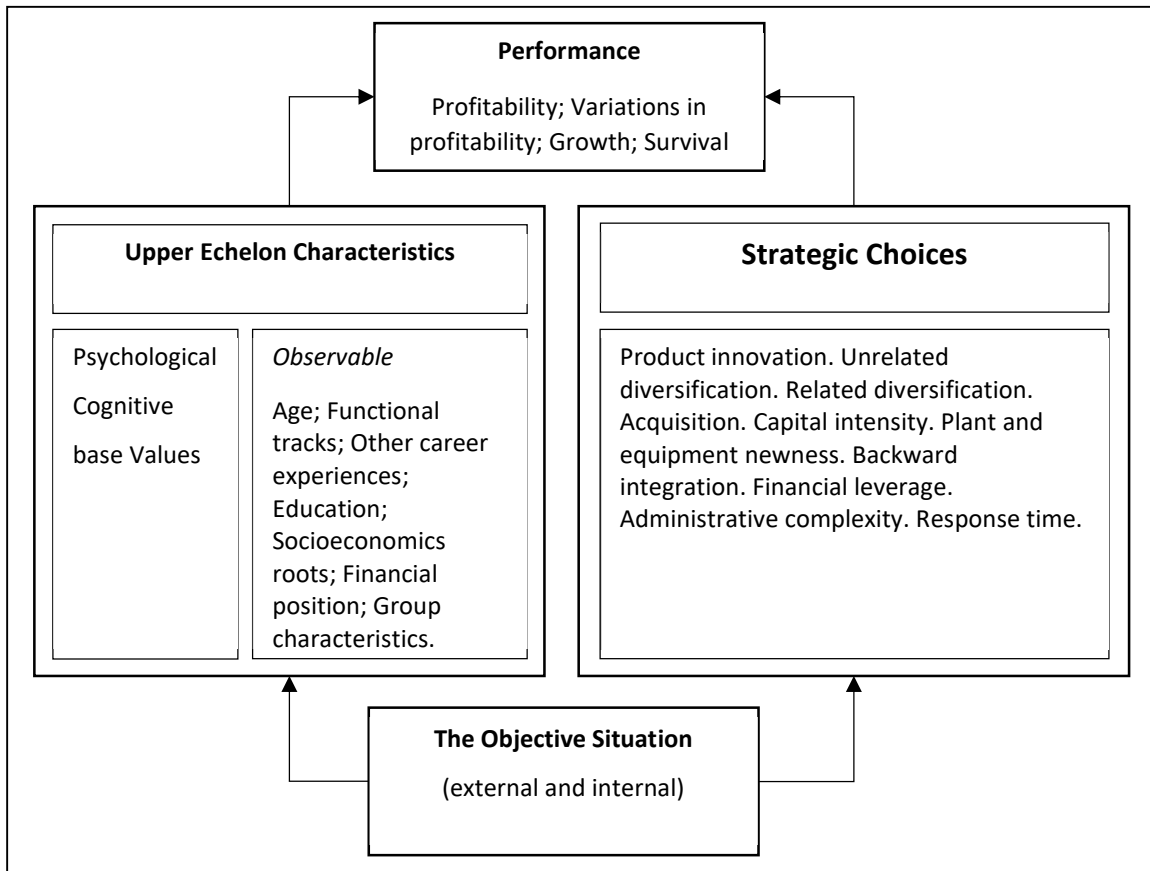 Performance
Profitability; Variations in
profitability; Growth; Survival
Upper Echelon Characteristics
Psychological
Cognitive
base Values
Observable
Age; Functional
tracks; Other career
experiences;
Education;
Socioeconomics
roots; Financial
position; Group
characteristics.
Strategic Choices
Product innovation. Unrelated
diversification. Related diversification.
Acquisition. Capital intensity. Plant and
equipment newness. Backward
integration. Financial leverage.
Administrative complexity. Response time.
The Objective Situation
(external and internal)